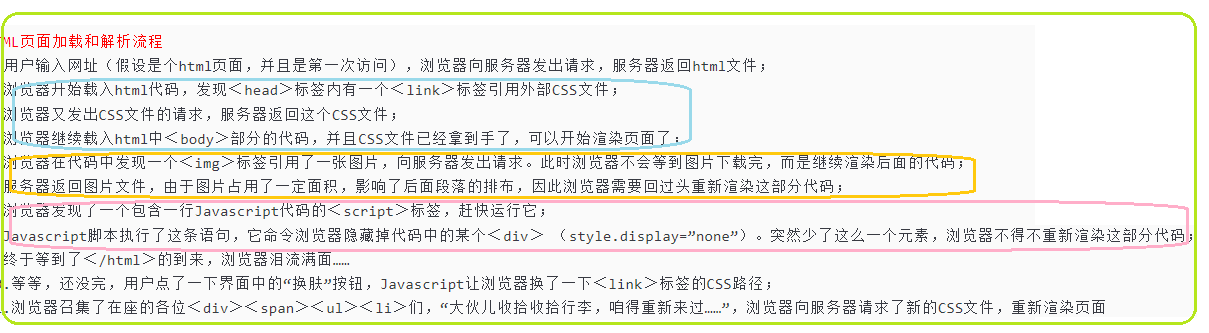 ML页面加载和解析流程
用户输入网址（假设是个html页面，并且是第一次访问），浏览器向服务器发出请求，服务器返回html文件；
浏览器开始载入html代码，发现＜head＞标签内有一个＜link＞标签引用外部CSS文件；
浏览器又发出CSS文件的请求，服务器返回这个CSS文件；
浏览器继续载入html中＜body＞部分的代码，并且CSS文件已经拿到手了，可以开始渲染页面了；
浏览器在代码中发现一个＜img＞标签引用了一张图片，向服务器发出请求。此时浏览器不会等到图片下载完，而是继续渲染后面的代码；
服务器返回图片文件，由于图片占用了一定面积，影响了后面段落的排布，因此浏览器需要回过头重新渲染这部分代码；
浏览器发现了一个包含一行Javascript代码的＜script＞标签，赶快运行它；
Javascript脚本执行了这条语句，它命令浏览器隐藏掉代码中的某个＜div＞ （style.display=”none”）。突然少了这么一个元素，浏览器不得不重新渲染这部分代码；
终于等到了＜/html＞的到来，浏览器泪流满面……
.等等，还没完，用户点了一下界面中的“换肤”按钮，Javascript让浏览器换了一下＜link＞标签的CSS路径；
.浏览器召集了在座的各位＜div＞＜span＞＜ul＞＜li＞们，“大伙儿收拾收拾行李，咱得重新来过……”，浏览器向服务器请求了新的CSS文件，重新渲染页面